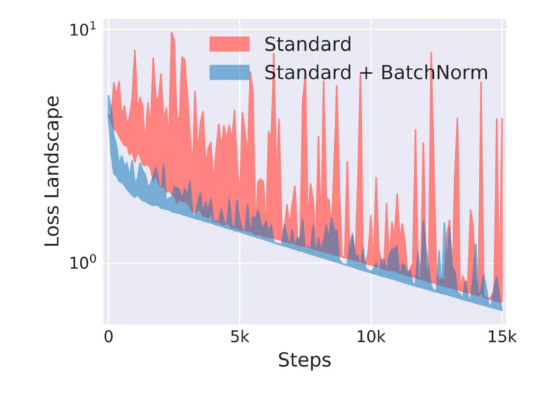 10¹
Standard
Standard + BatchNorm
Loss Landscape
10⁰
0
5k
10k
15k
Steps